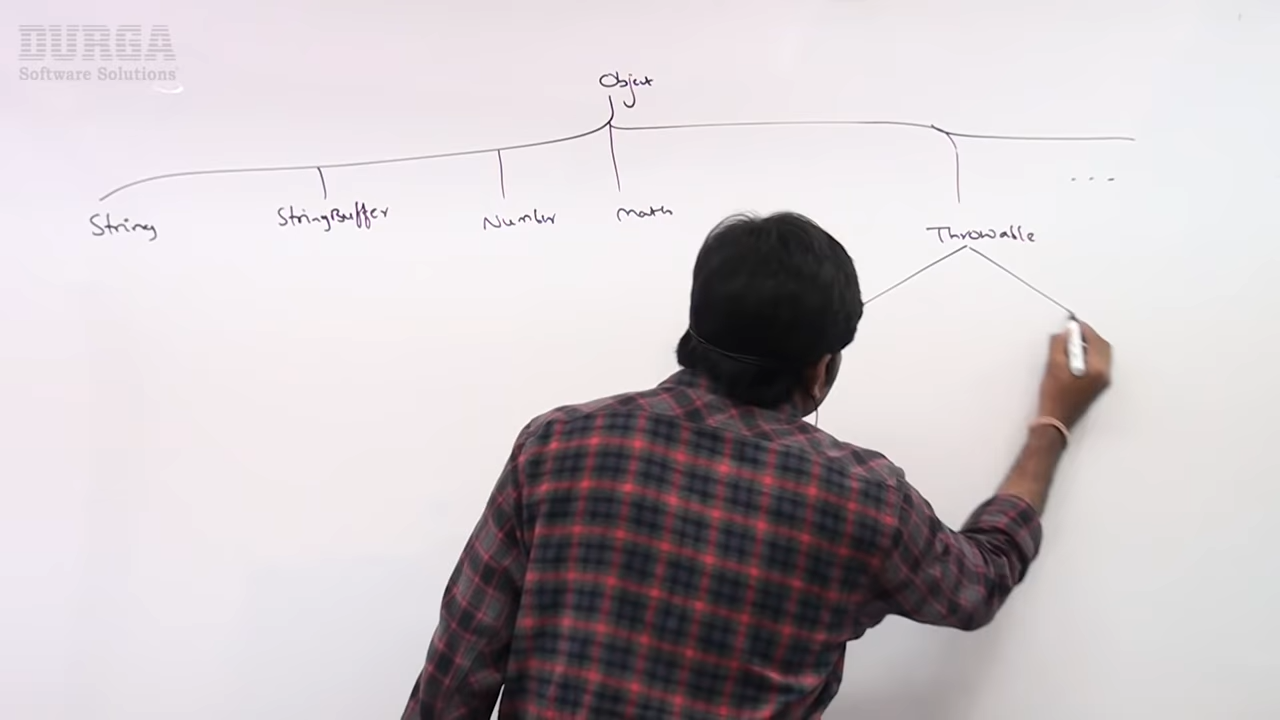 DURGA
Software Solutions
Object
String StringBuffer Number Math Throwable ...